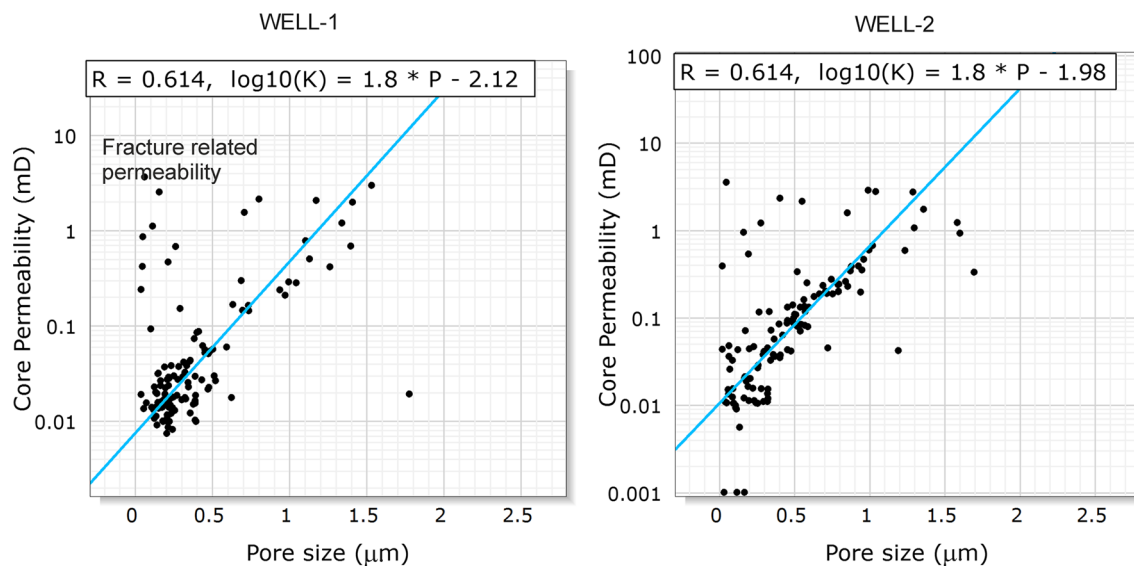 WELL-1
R = 0.614, log10(K) = 1.8 * P - 2.12
Fracture related
permeability
Core Permeability (mD)
10
1
0.1
0.01
0
0.5
1
1.5
2
2.5
Pore size (μm)
WELL-2
R = 0.614, log10(K) = 1.8 * P - 1.98
Core Permeability (mD)
100
10
1
0.1
0.01
0.001
0
0.5
1
1.5
2
2.5
Pore size (μm)